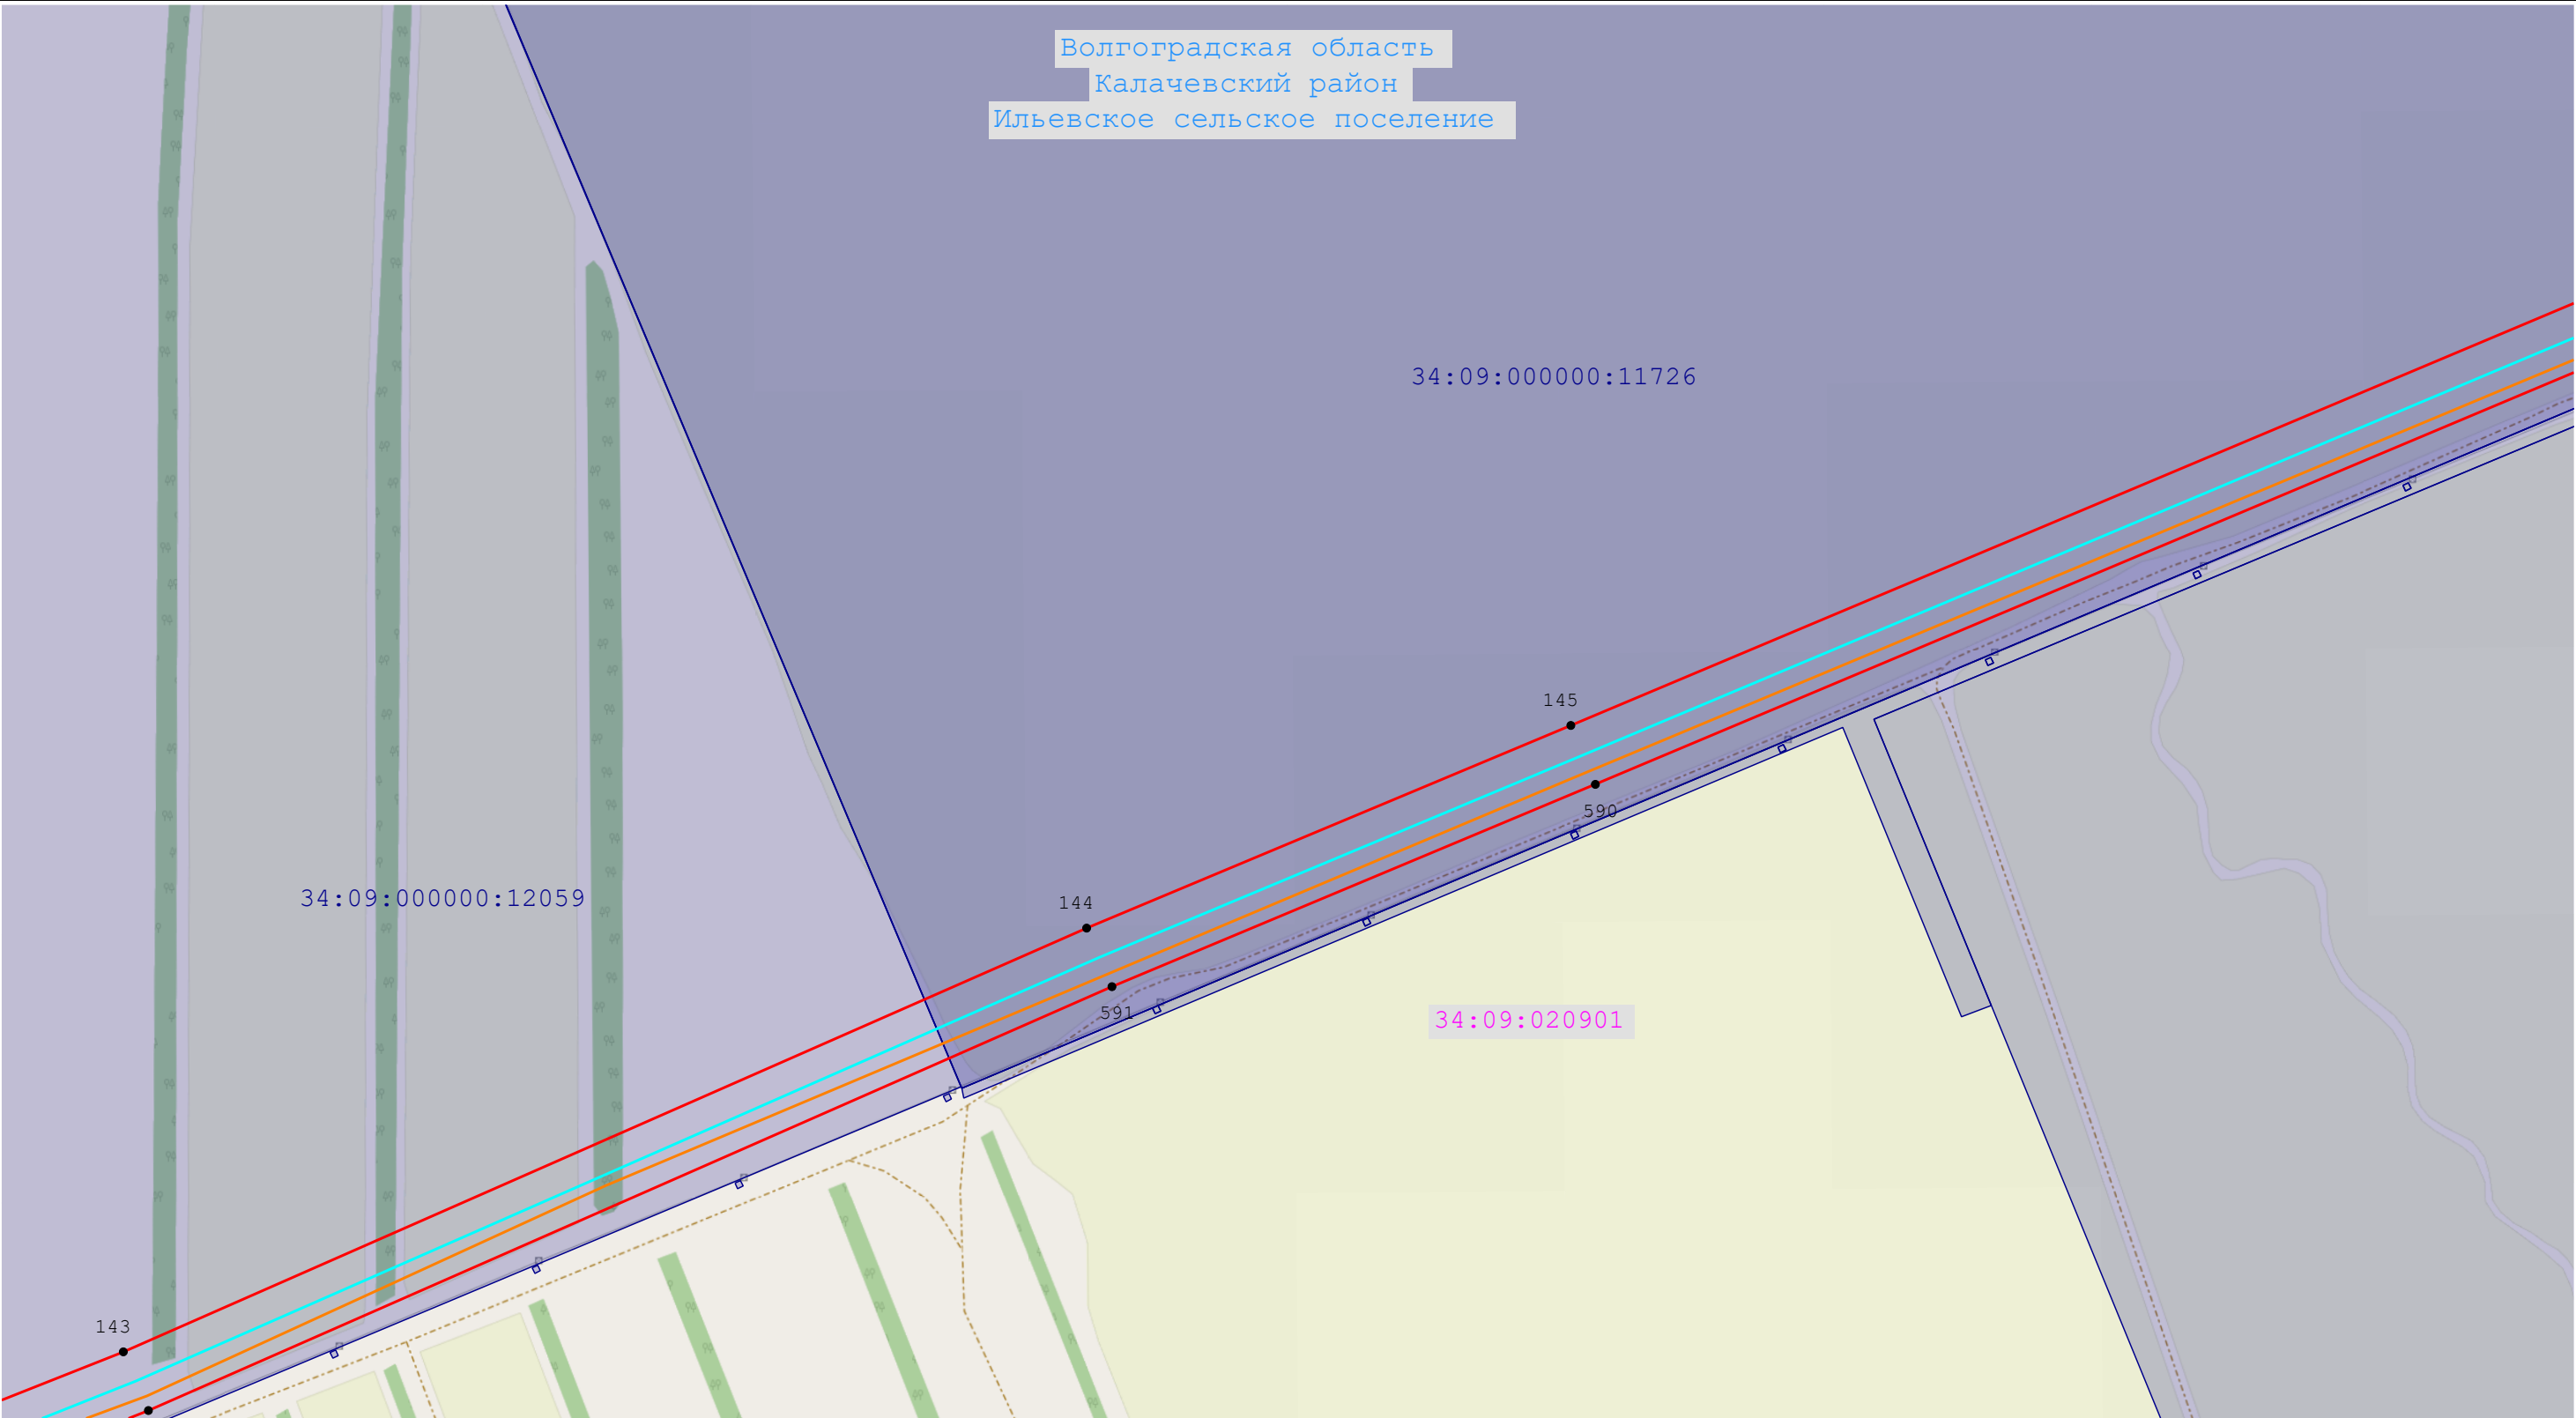 Волгоградская область
Калачевский район
Ильевское сельское поселение
34:09:000000:11726
145
590
34:09:000000:12059
144
591
34:09:020901
143